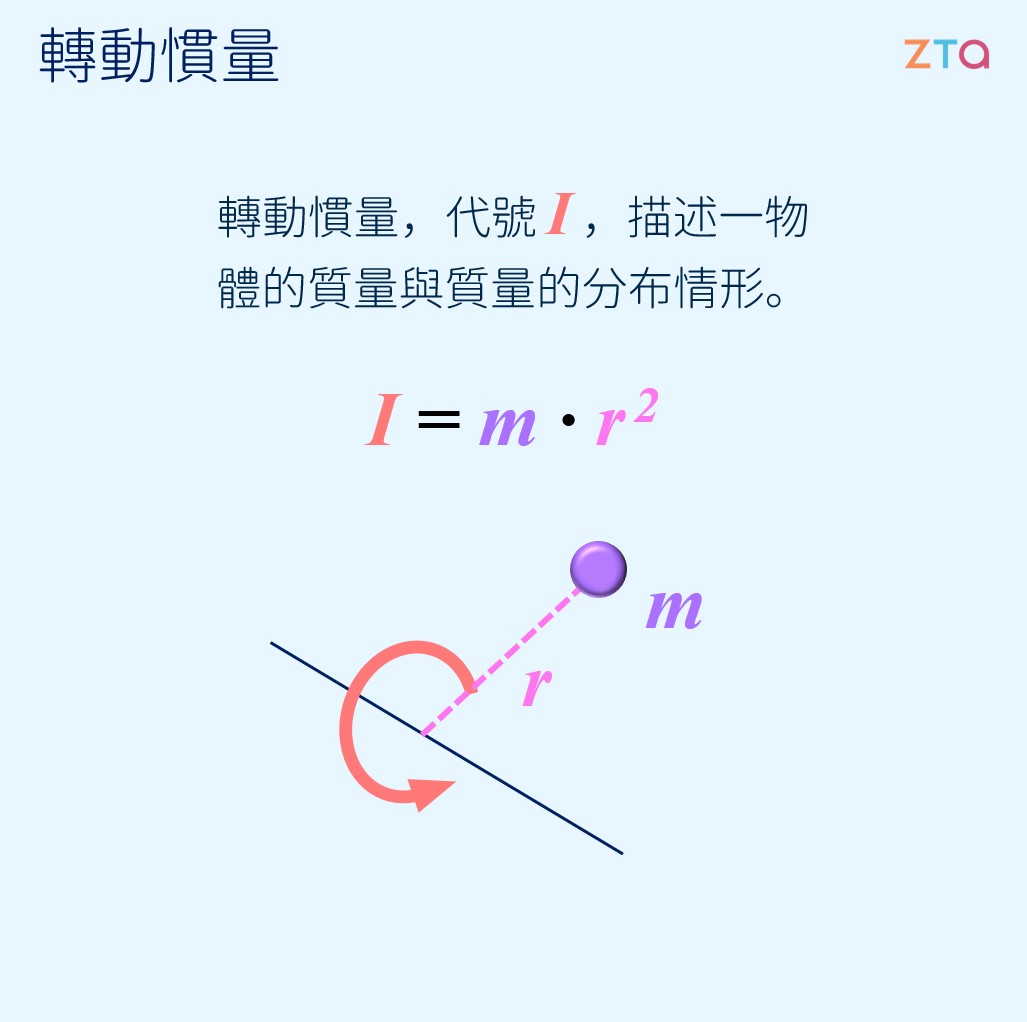 轉動慣量
ZTa
轉動慣量，代號 I ，描述一物
體的質量與質量的分布情形。
I = m · r ²
m
r